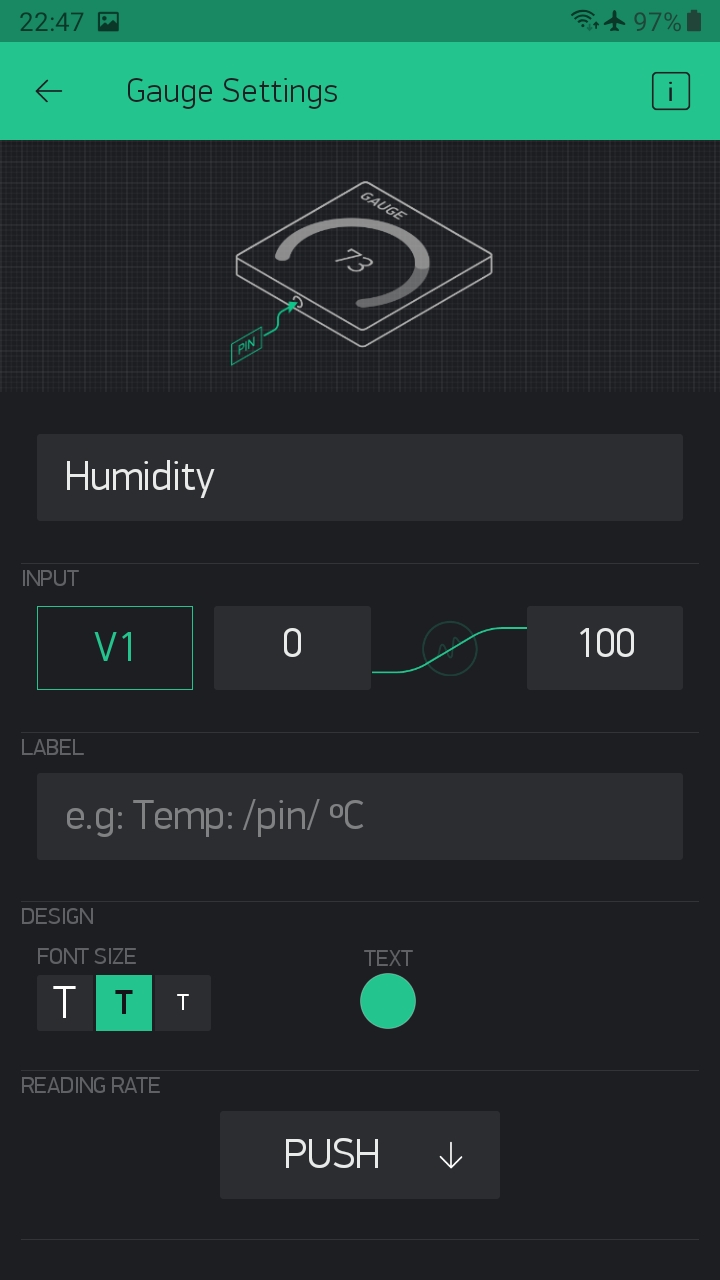 22:47 97%
Gauge Settings i
GAUGE
73
PIN
Humidity
INPUT
V1 0 100
LABEL
e.g: Temp: /pin/ ºC
DESIGN
FONT SIZE TEXT
T T T
READING RATE
PUSH